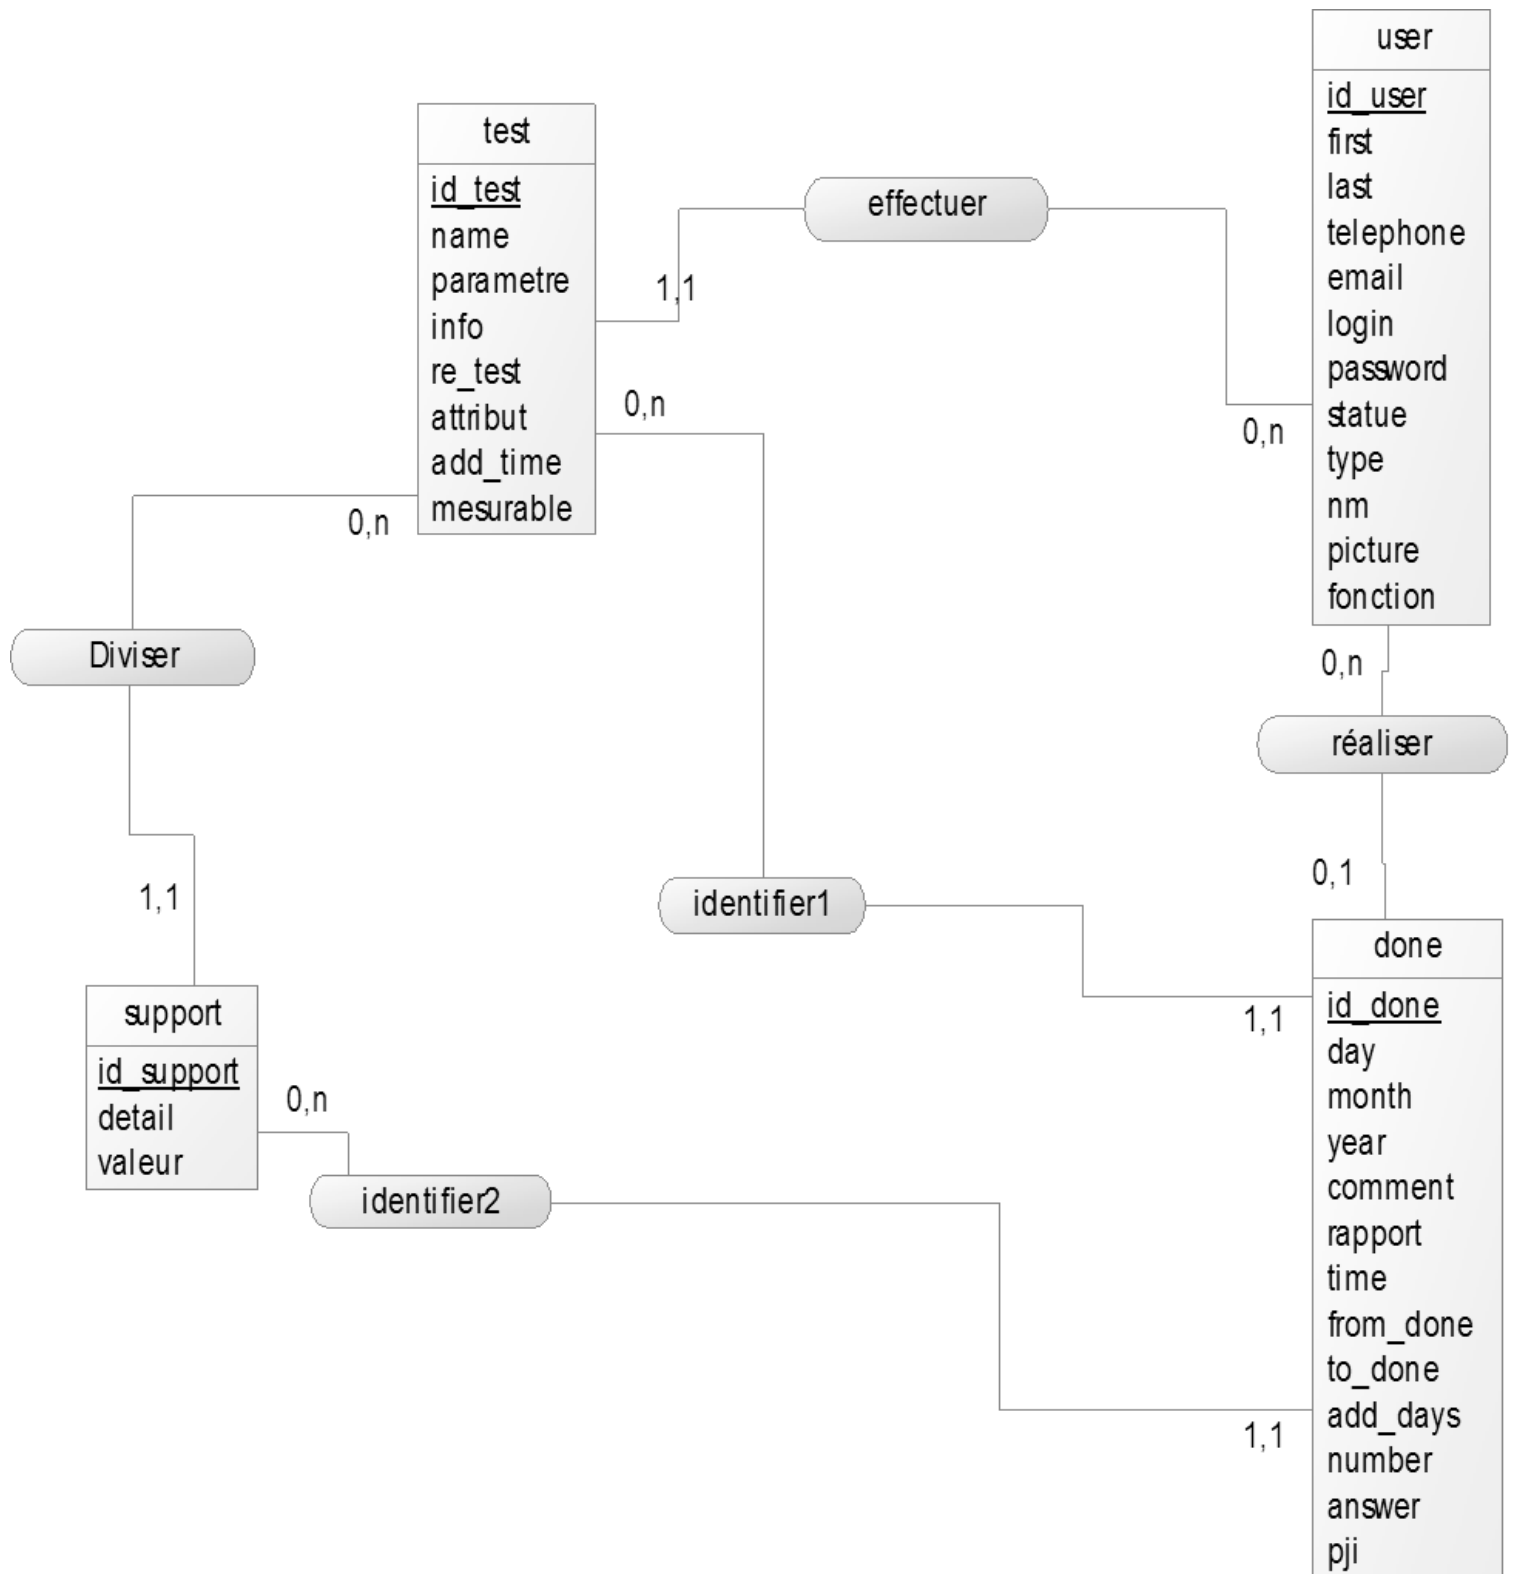 user
id_user
first
last
telephone
email
login
password
statue
type
nm
picture
fonction
test
id_test
name
parametre
info
re_test
attribut
add_time
mesurable
effectuer
1,1
0,n
0,n
0,n
Diviser
0,n
réaliser
0,1
1,1
identifier1
done
id_done
day
month
year
comment
rapport
time
from_done
to_done
add_days
number
answer
pji
1,1
support
id_support
detail
valeur
0,n
identifier2
1,1